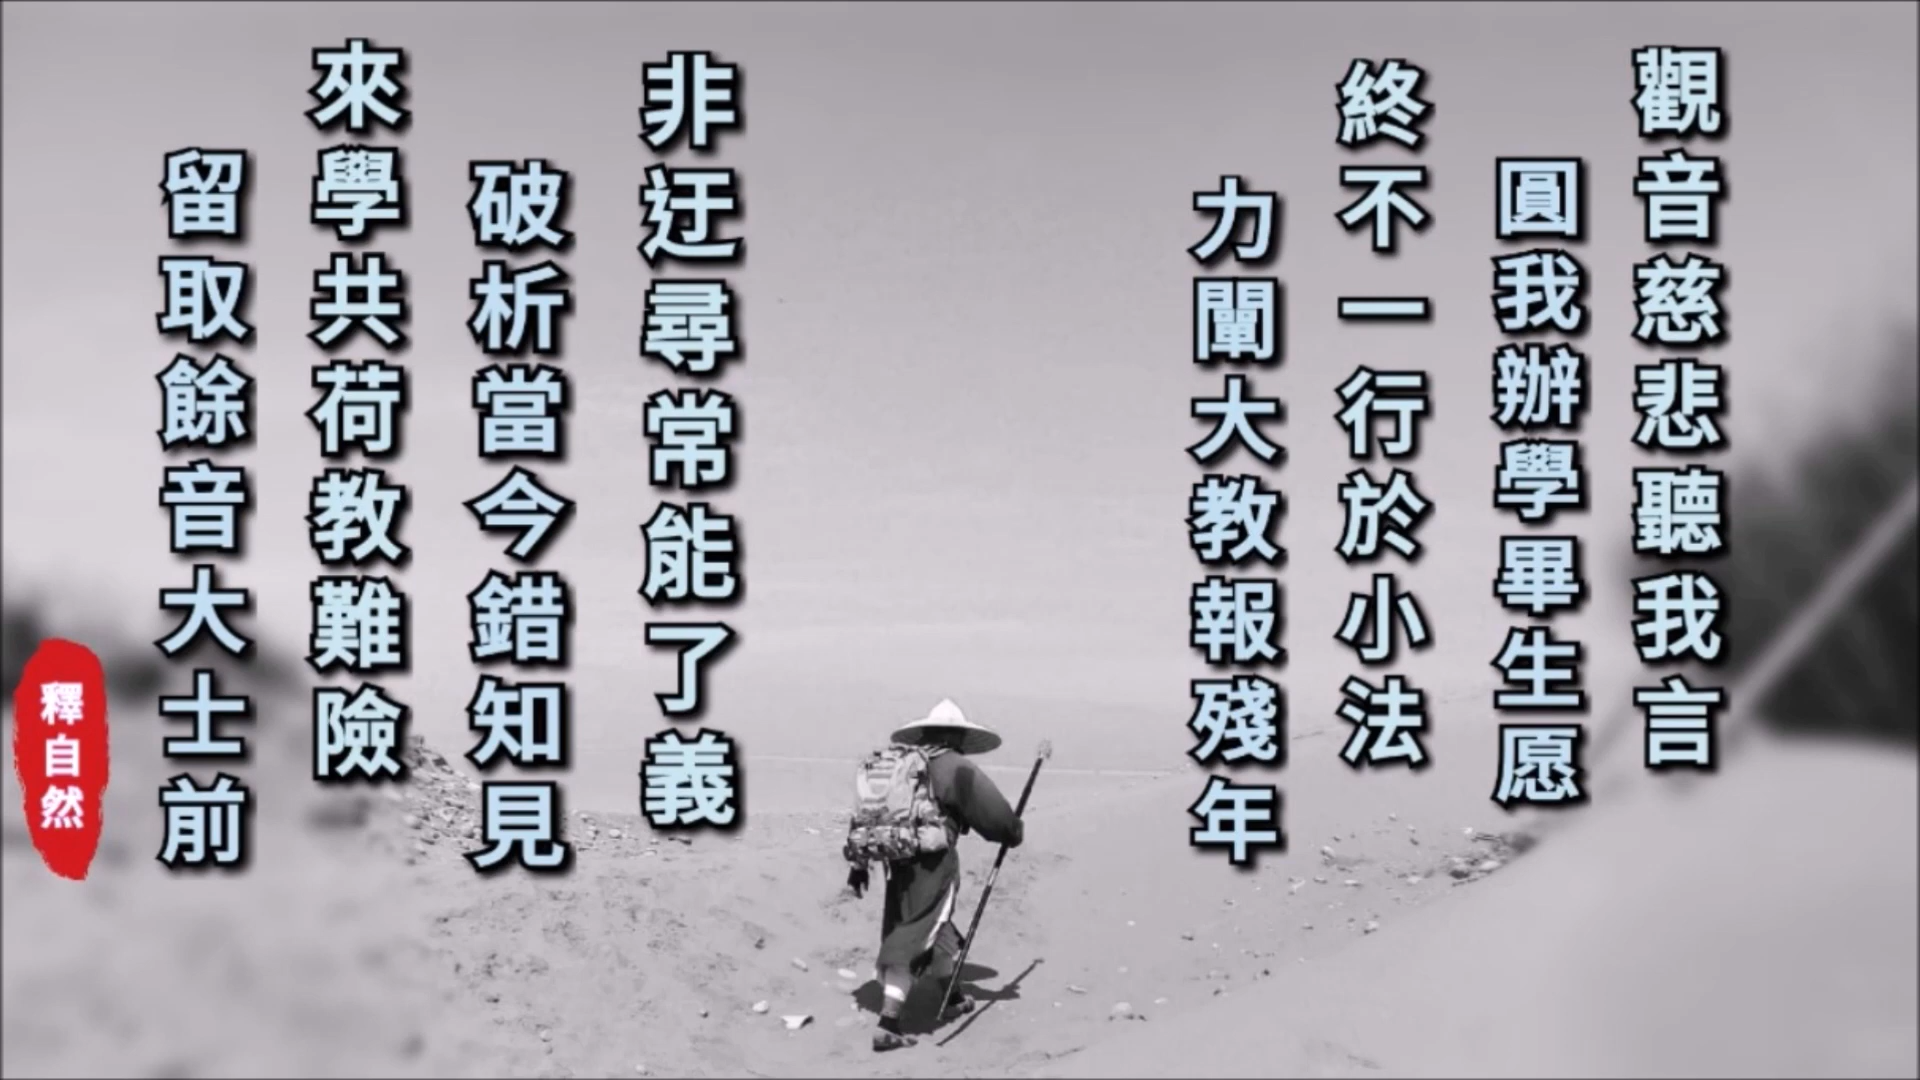 觀音慈悲聽我言
圓我辦學畢生愿
終不一行於小法
力闡大教報殘年
非迂尋常能了義
破析當今錯知見
來學共荷教難險
留取餘音大士前
釋自然